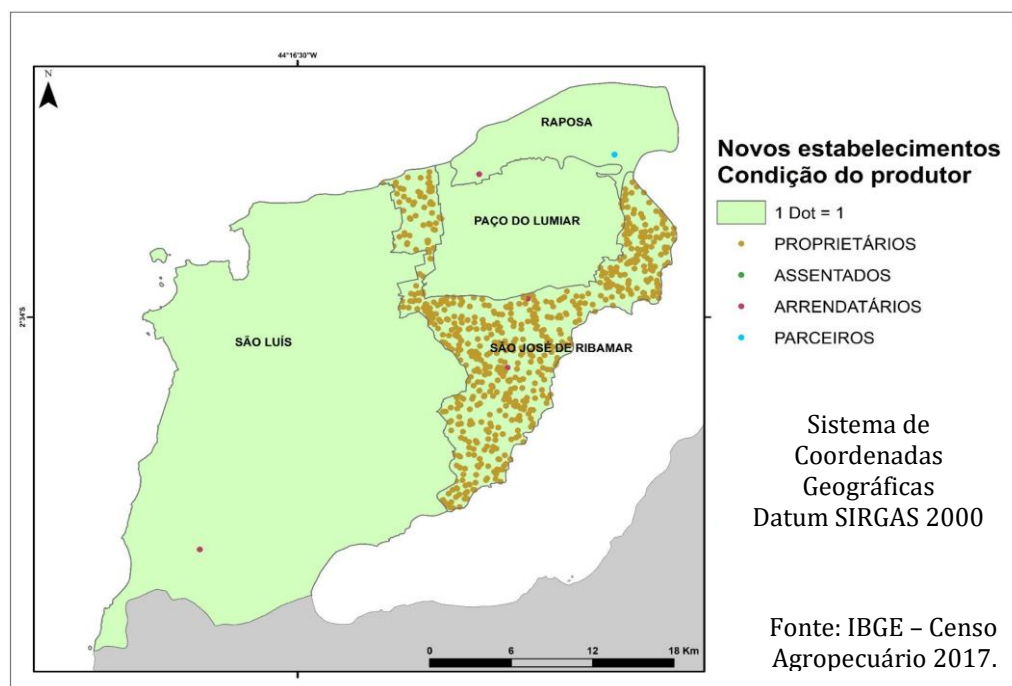 44°16'30"W
N
RAPOSA
PAÇO DO LUMIAR
SÃO LUÍS
SÃO JOSÉ DE RIBAMAR
2°34'S
0 6 12 18 Km
Novos estabelecimentos
Condição do produtor
1 Dot = 1
PROPRIETÁRIOS
ASSENTADOS
ARRENDATÁRIOS
PARCEIROS
Sistema de
Coordenadas
Geográficas
Datum SIRGAS 2000
Fonte: IBGE – Censo
Agropecuário 2017.